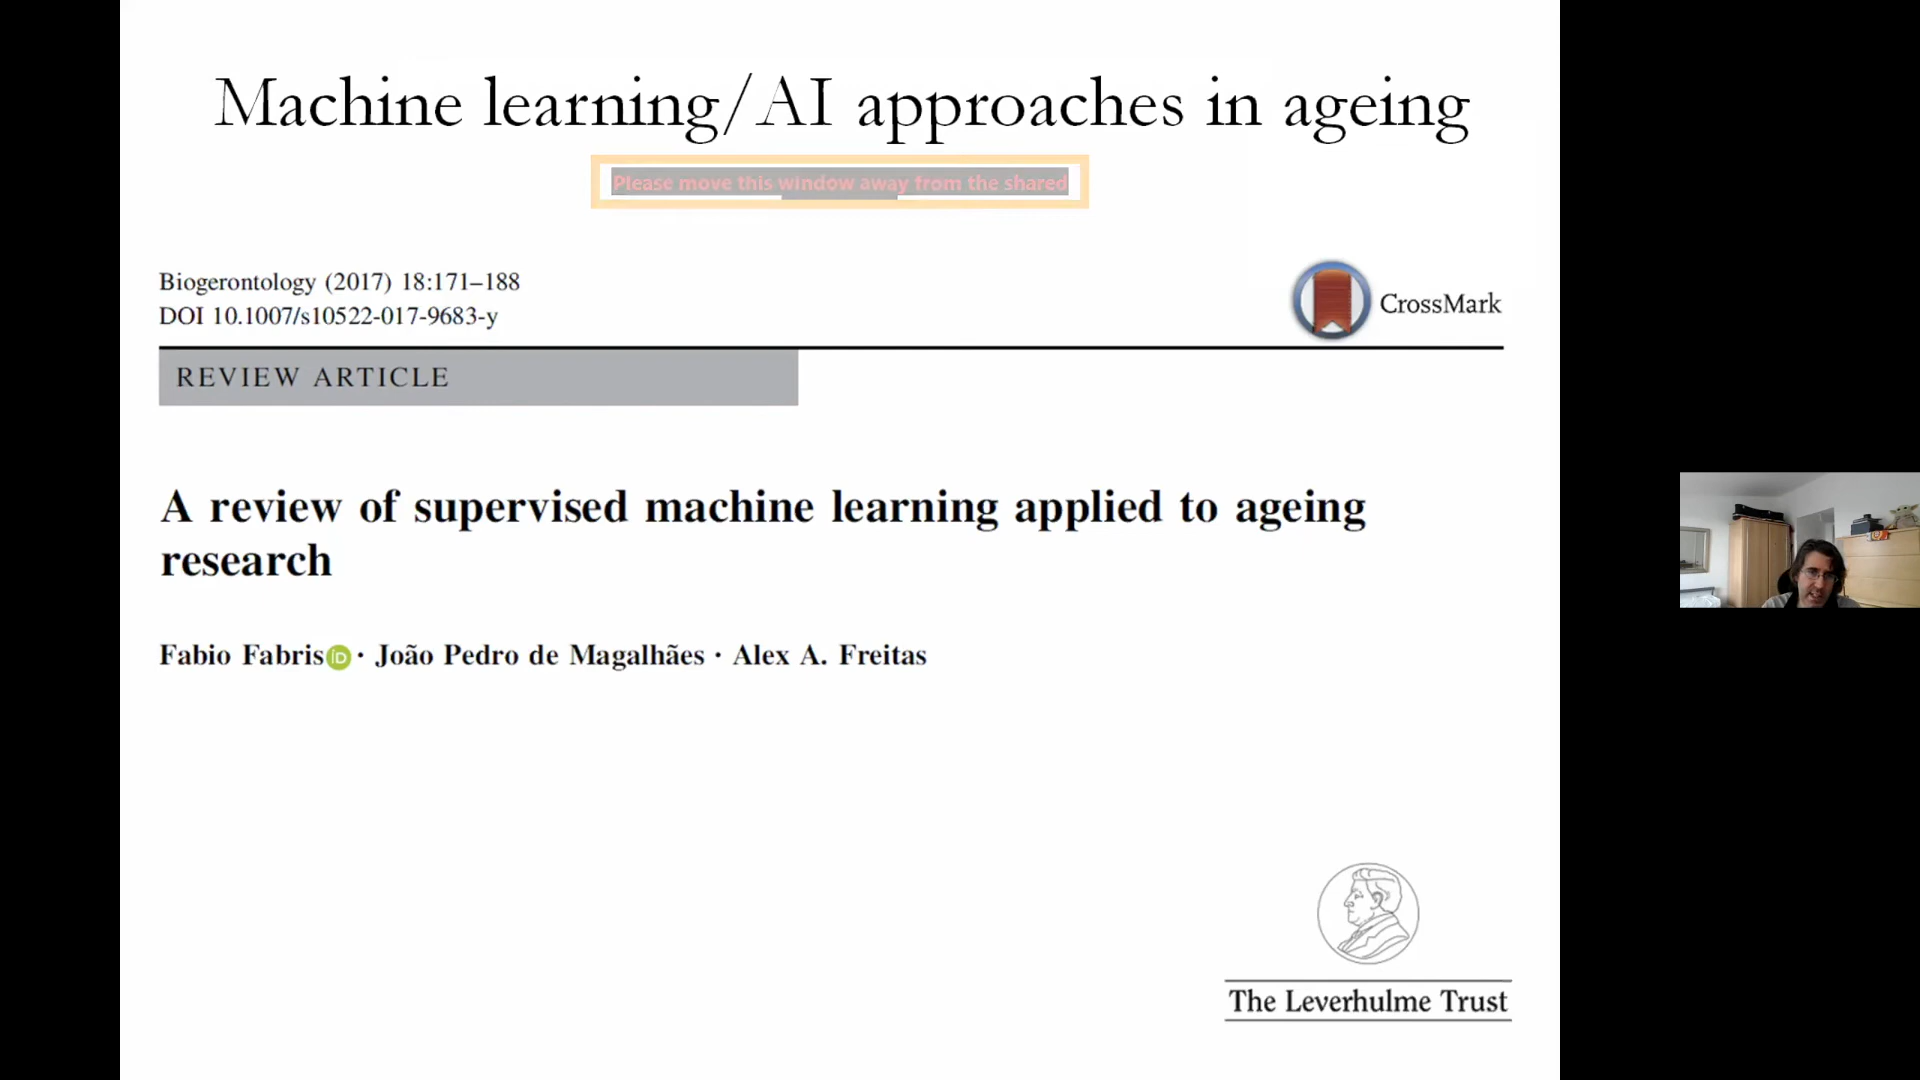 Machine learning/AI approaches in ageing
Please move this window away from the shared
Biogerontology (2017) 18:171–188
DOI 10.1007/s10522-017-9683-y
CrossMark
REVIEW ARTICLE
A review of supervised machine learning applied to ageing
research
Fabio Fabris iD · João Pedro de Magalhães · Alex A. Freitas
The Leverhulme Trust